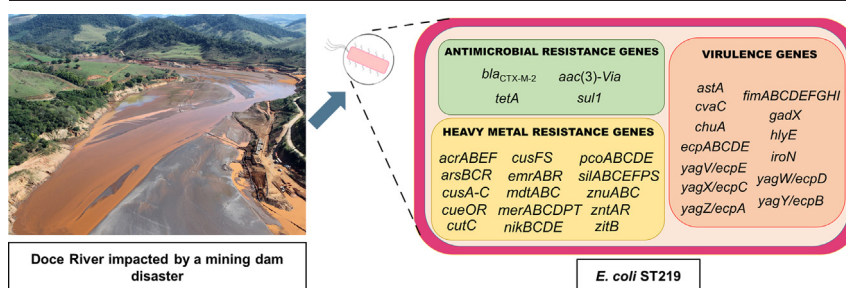 ANTIMICROBIAL RESISTANCE GENES
blaCTX-M-2 aac(3)-Via
tetA sul1
HEAVY METAL RESISTANCE GENES
acrABEF cusFS pcoABCDE
arsBCR emrABR silABCEFPS
cusA-C mdtABC znuABC
cueOR merABCDPT zntAR
cutC nikBCDE zitB
VIRULENCE GENES
astA fimABCDEFGHI
cvaC gadX
chuA hlyE
ecpABCDE iroN
yagV/ecpE yagW/ecpD
yagX/ecpC yagY/ecpB
yagZ/ecpA
Doce River impacted by a mining dam
disaster
E. coli ST219